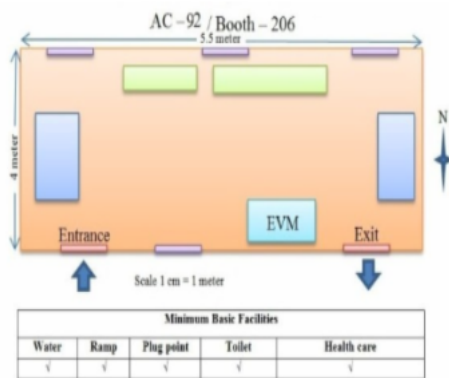 AC – 92 / Booth – 206
5.5 meter
4 meter
N
EVM
Entrance
Exit
Scale 1 cm = 1 meter
Minimum Basic Facilities
Water Ramp Plug point Toilet Health care
√ √ √ √ √